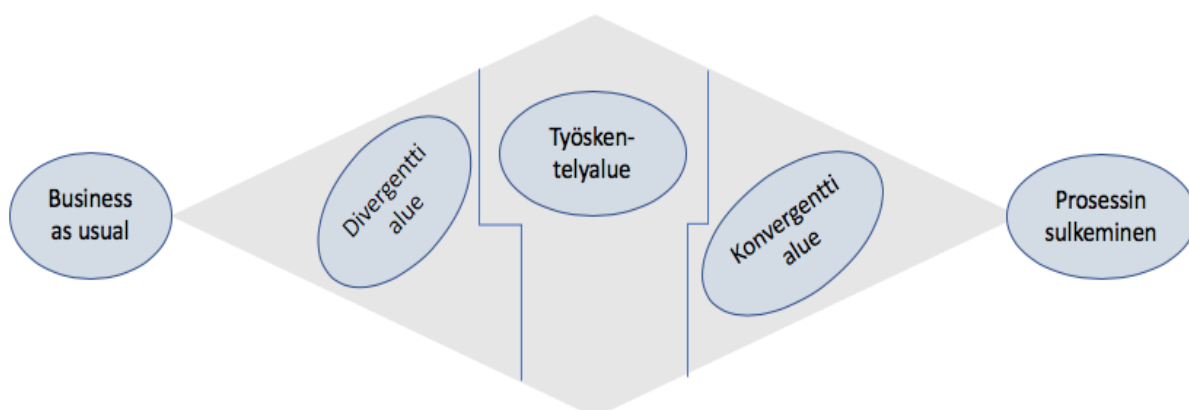 Business
as usual
Divergentti
alue
Työsken-
telyalue
Konvergentti
alue
Prosessin
sulkeminen